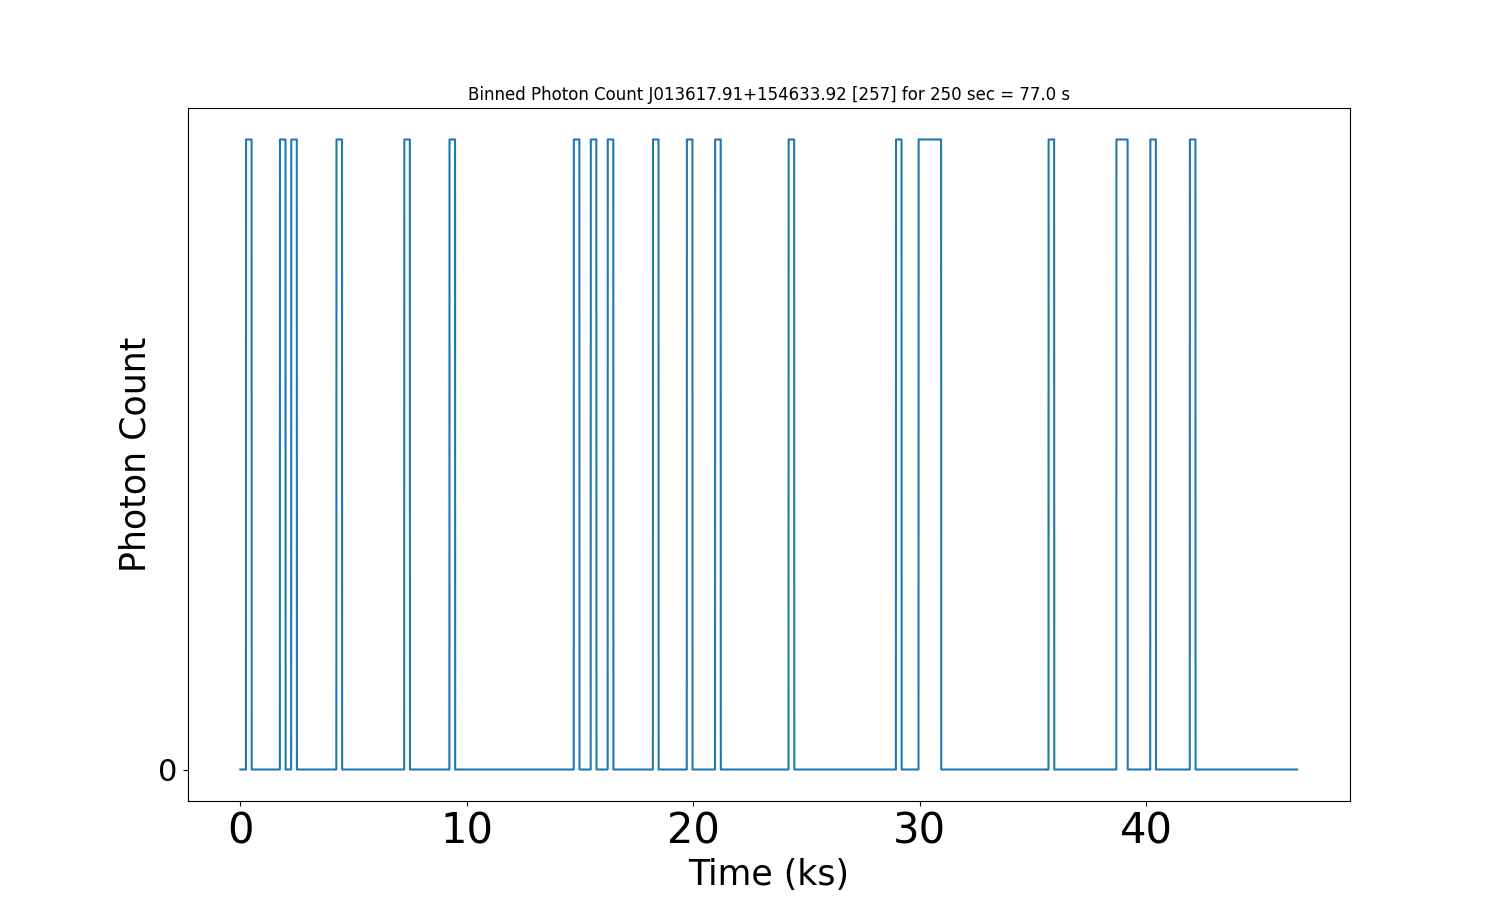 Binned Photon Count J013617.91+154633.92 [257] for 250 sec = 77.0 s
Photon Count
0
0 10 20 30 40
Time (ks)